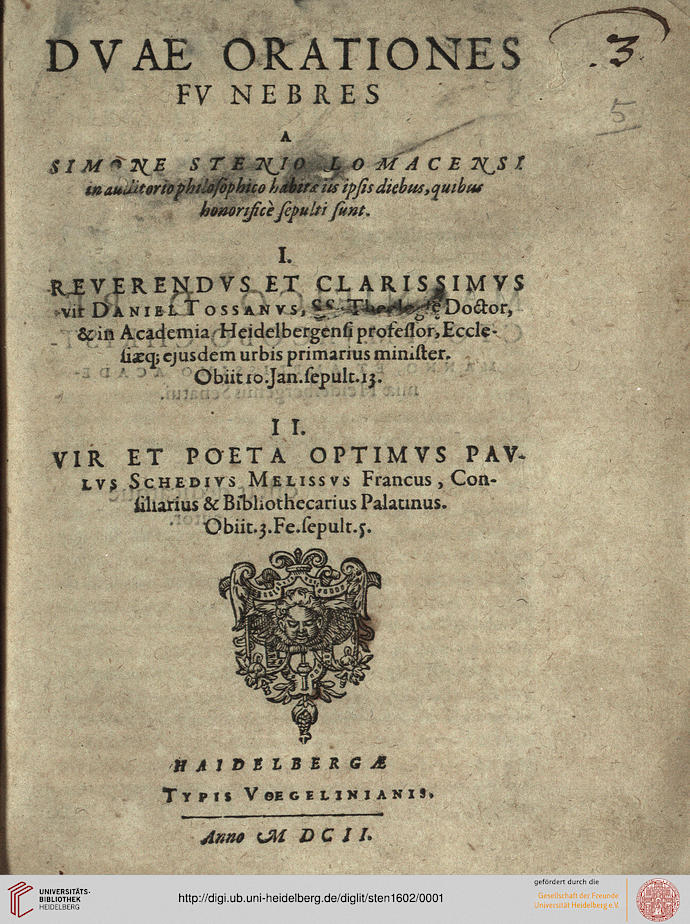 DVAE ORATIONES
FVNEBRES
A
SIMONE STENIO LOMACENSI
in auditorio philosophico habitæ iis ipsis diebus, quibus
honorificè sepulti sunt.
I.
REVERENDVS ET CLARISSIMVS
vir DANIEL TOSSANVS, SS. Theologię Doctor,
& in Academia Heidelbergensi professor, Eccle-
siæq; ejusdem urbis primarius minister.
Obiit 10. Jan. sepult. 13.
II.
VIR ET POETA OPTIMVS PAV-
LVS SCHEDIVS MELISSVS Francus, Con-
siliarius & Bibliothecarius Palatinus.
Obiit. 3. Fe. sepult. 5.
HAIDELBERGÆ
TYPIS VOEGELINIANIS.
Anno M DCII.
3
5
UNIVERSITÄTS-
BIBLIOTHEK
HEIDELBERG
http://digi.ub.uni-heidelberg.de/diglit/sten1602/0001
gefördert durch die
Gesellschaft der Freunde
Universität Heidelberg e.V.